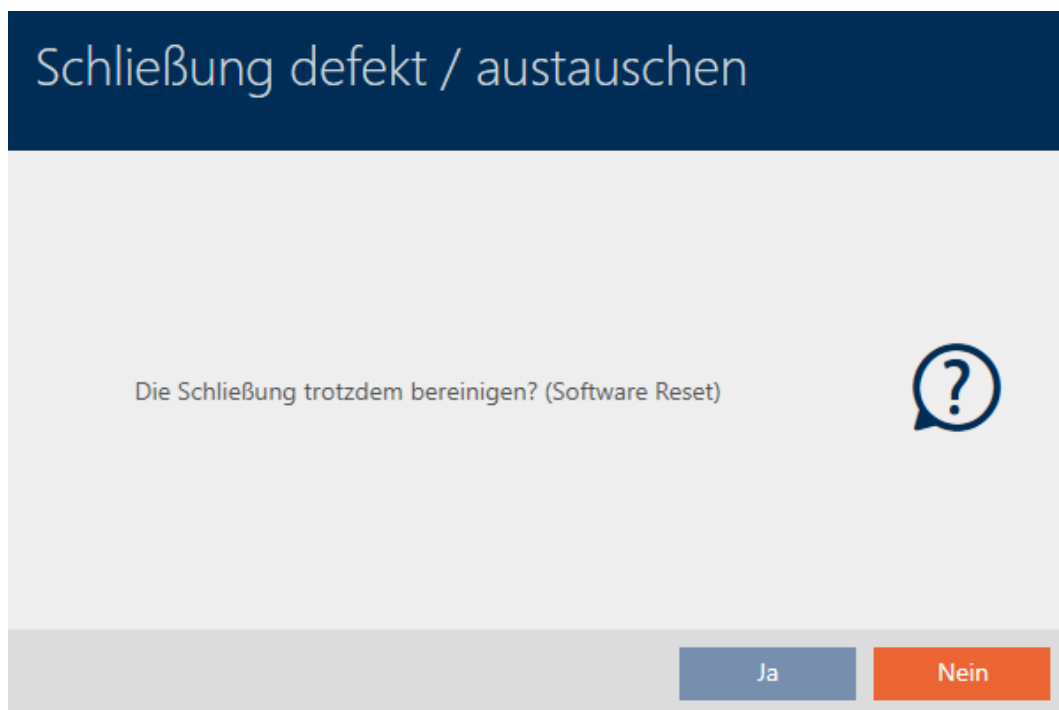 Schließung defekt / austauschen
Die Schließung trotzdem bereinigen? (Software Reset)
?
Ja
Nein